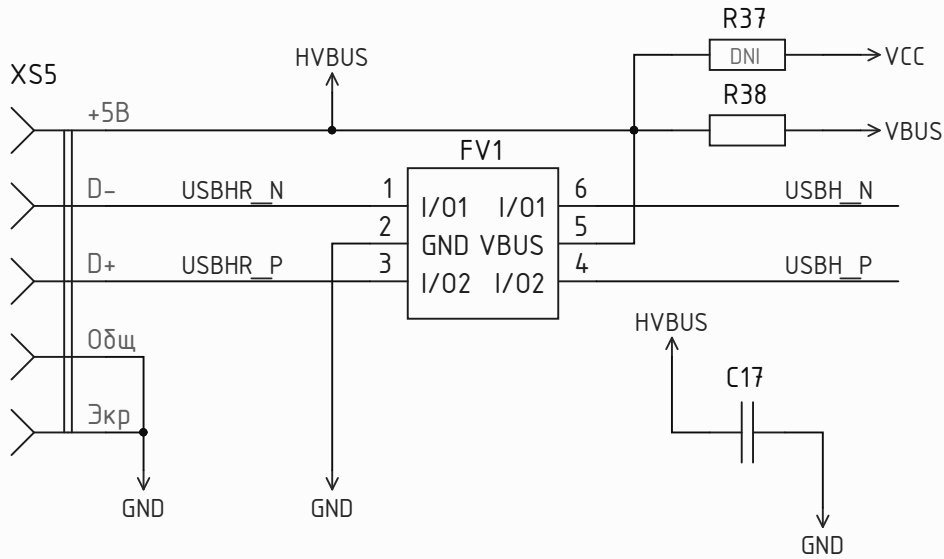 R37
HVBUS
DNI
VCC
XS5
R38
+5В
VBUS
FV1
D-
USBHR_N
1
I/O1
I/O1
6
USBH_N
2
GND
VBUS
5
D+
USBHR_P
3
I/O2
I/O2
4
USBH_P
Общ
HVBUS
C17
Экр
GND
GND
GND